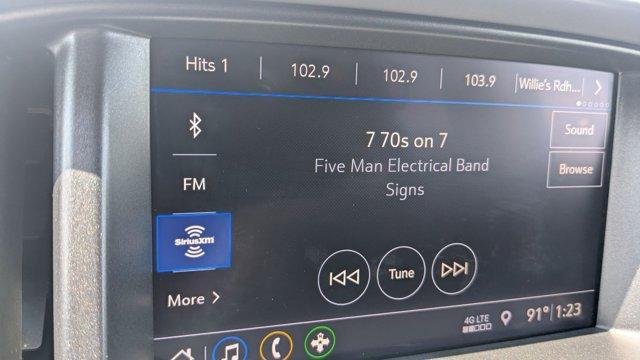 Hits 1 102.9 102.9 103.9 Willie's Rdh...
7 70s on 7
Sound
Five Man Electrical Band
Browse
FM
Signs
SiriusXM
Tune
More
4G LTE
91° 1:23